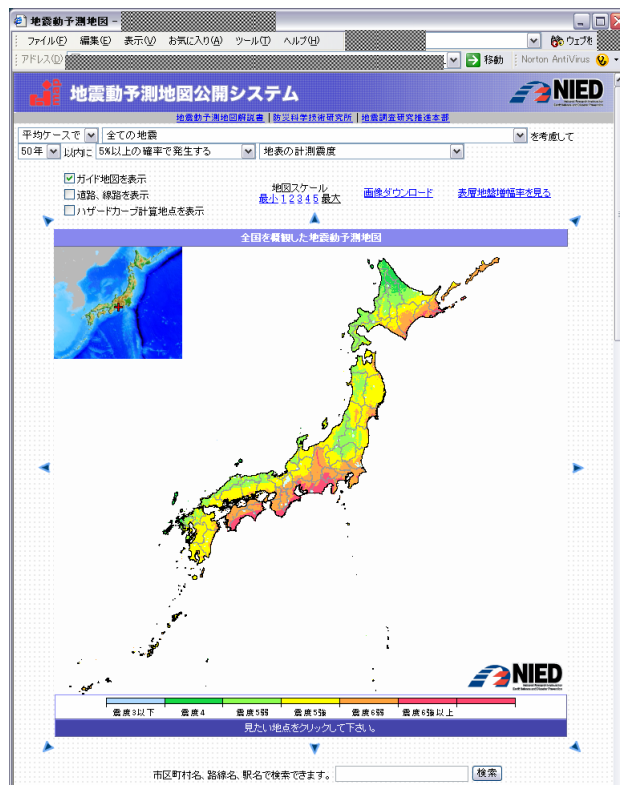 地震動予測地図 -
ファイル(F) 編集(E) 表示(V) お気に入り(A) ツール(T) ヘルプ(H) ウェブを
アドレス(D) 移動 Norton AntiVirus
地震動予測地図公開システム NIED
地震動予測地図解説書 | 防災科学技術研究所 | 地震調査研究推進本部
平均ケースで 全ての地震 を考慮して
50年 以内に 5%以上の確率で発生する 地表の計測震度
ガイド地図を表示
道路、線路を表示
ハザードカーブ計算地点を表示
地図スケール
最小 1 2 3 4 5 最大
画像ダウンロード 表層地盤増幅率を見る
全国を概観した地震動予測地図
NIED
震度3以下 震度4 震度5弱 震度5強 震度6弱 震度6強以上
見たい地点をクリックして下さい。
市区町村名、路線名、駅名で検索できます。 検索